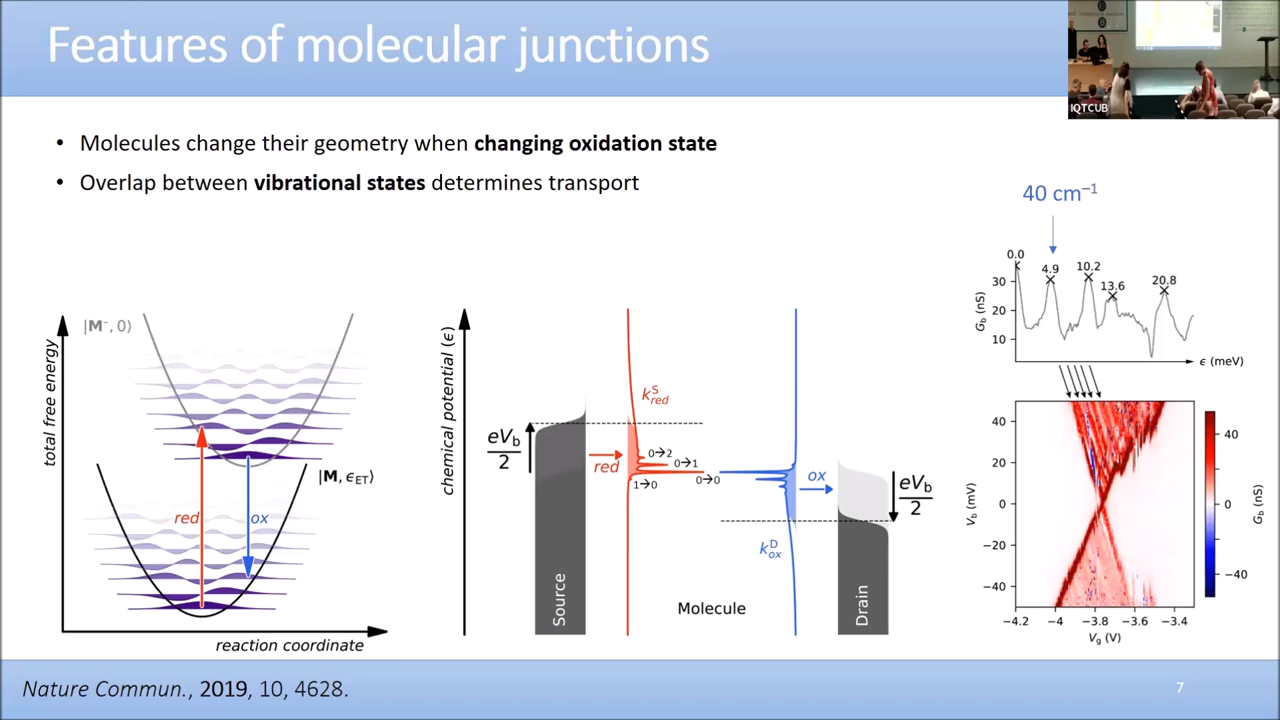 Features of molecular junctions
IQTCUB
• Molecules change their geometry when changing oxidation state
• Overlap between vibrational states determines transport
|M⁻, 0⟩
total free energy
|M, ϵET⟩
red
ox
reaction coordinate
chemical potential (ϵ)
eVb/2
red
Source
k^S_red
0→2
0→1
1→0
0→0
k^D_ox
ox
Molecule
eVb/2
Drain
40 cm⁻¹
0.0
4.9
10.2
13.6
20.8
Gb (nS)
30
20
10
ϵ (meV)
Vb (mV)
40
20
0
−20
−40
−4.2 −4 −3.8 −3.6 −3.4
Vg (V)
40
20
0
−20
−40
Gb (nS)
Nature Commun., 2019, 10, 4628.
7